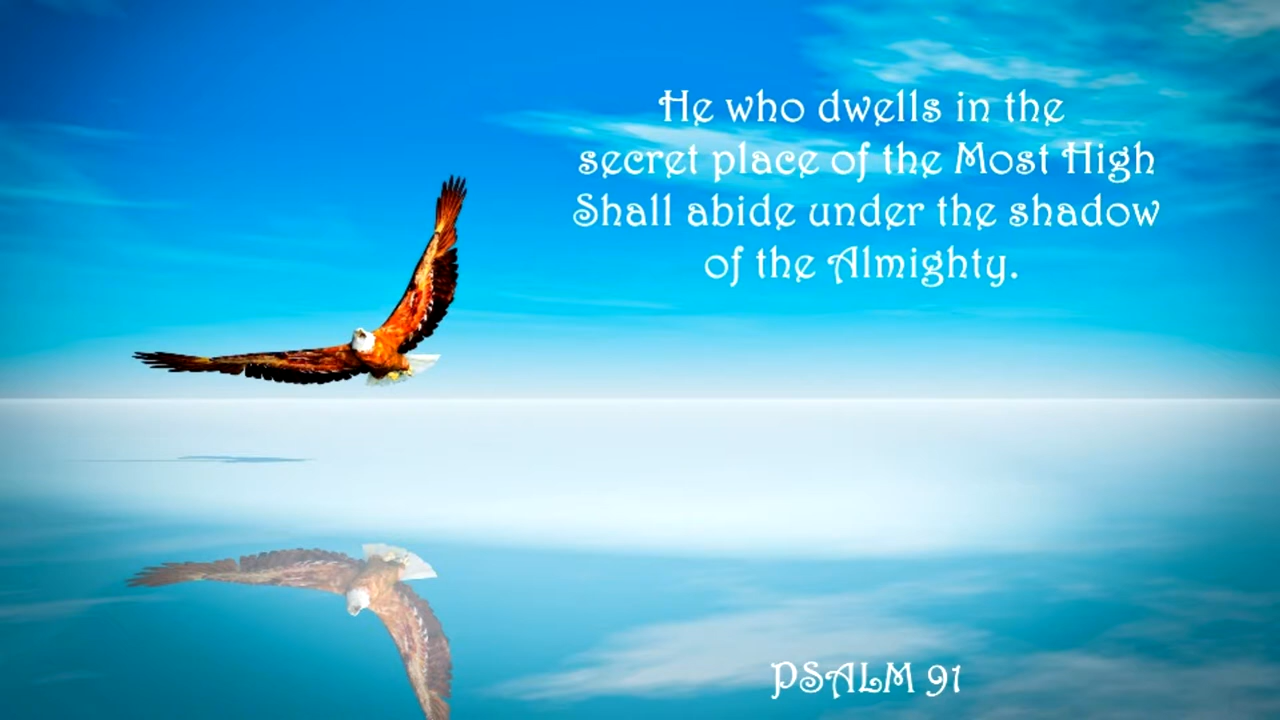 He who dwells in the
secret place of the Most High
Shall abide under the shadow
of the Almighty.
PSALM 91